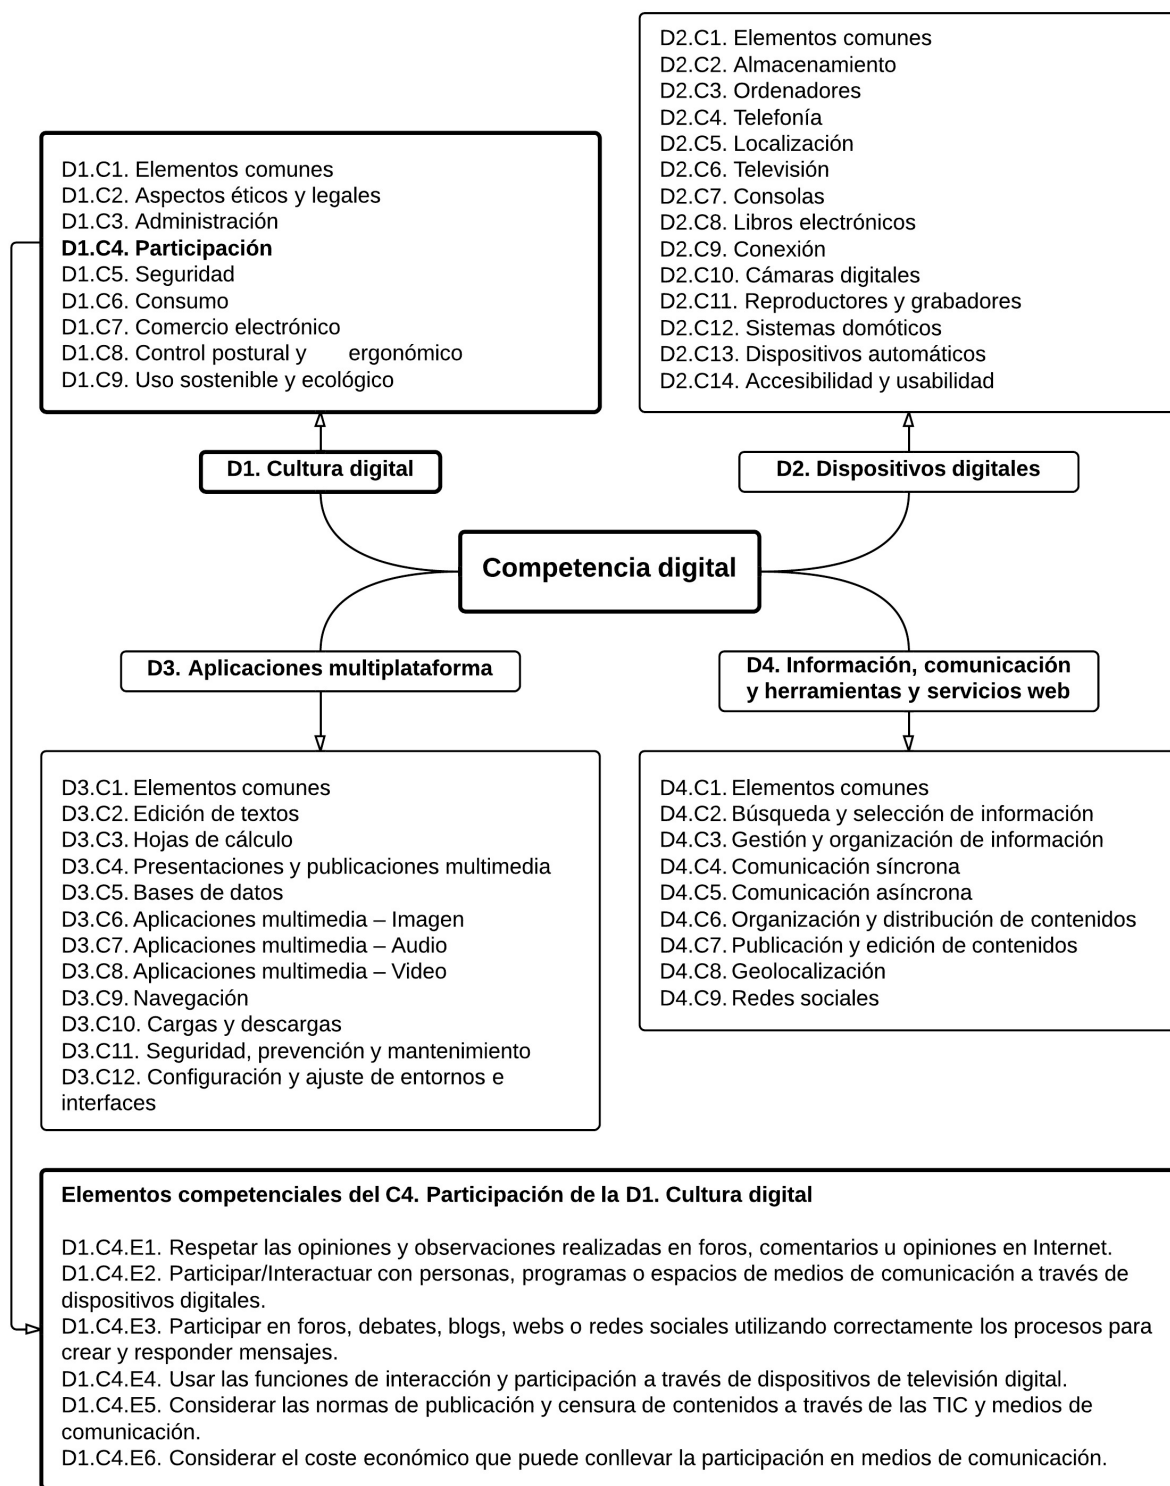 D2.C1. Elementos comunes
D2.C2. Almacenamiento
D2.C3. Ordenadores
D2.C4. Telefonía
D2.C5. Localización
D2.C6. Televisión
D2.C7. Consolas
D2.C8. Libros electrónicos
D2.C9. Conexión
D2.C10. Cámaras digitales
D2.C11. Reproductores y grabadores
D2.C12. Sistemas domóticos
D2.C13. Dispositivos automáticos
D2.C14. Accesibilidad y usabilidad
D1.C1. Elementos comunes
D1.C2. Aspectos éticos y legales
D1.C3. Administración
D1.C4. Participación
D1.C5. Seguridad
D1.C6. Consumo
D1.C7. Comercio electrónico
D1.C8. Control postural y ergonómico
D1.C9. Uso sostenible y ecológico
D1. Cultura digital
D2. Dispositivos digitales
Competencia digital
D3. Aplicaciones multiplataforma
D4. Información, comunicación
y herramientas y servicios web
D3.C1. Elementos comunes
D3.C2. Edición de textos
D3.C3. Hojas de cálculo
D3.C4. Presentaciones y publicaciones multimedia
D3.C5. Bases de datos
D3.C6. Aplicaciones multimedia – Imagen
D3.C7. Aplicaciones multimedia – Audio
D3.C8. Aplicaciones multimedia – Video
D3.C9. Navegación
D3.C10. Cargas y descargas
D3.C11. Seguridad, prevención y mantenimiento
D3.C12. Configuración y ajuste de entornos e
interfaces
D4.C1. Elementos comunes
D4.C2. Búsqueda y selección de información
D4.C3. Gestión y organización de información
D4.C4. Comunicación síncrona
D4.C5. Comunicación asíncrona
D4.C6. Organización y distribución de contenidos
D4.C7. Publicación y edición de contenidos
D4.C8. Geolocalización
D4.C9. Redes sociales
Elementos competenciales del C4. Participación de la D1. Cultura digital
D1.C4.E1. Respetar las opiniones y observaciones realizadas en foros, comentarios u opiniones en Internet.
D1.C4.E2. Participar/Interactuar con personas, programas o espacios de medios de comunicación a través de
dispositivos digitales.
D1.C4.E3. Participar en foros, debates, blogs, webs o redes sociales utilizando correctamente los procesos para
crear y responder mensajes.
D1.C4.E4. Usar las funciones de interacción y participación a través de dispositivos de televisión digital.
D1.C4.E5. Considerar las normas de publicación y censura de contenidos a través de las TIC y medios de
comunicación.
D1.C4.E6. Considerar el coste económico que puede conllevar la participación en medios de comunicación.